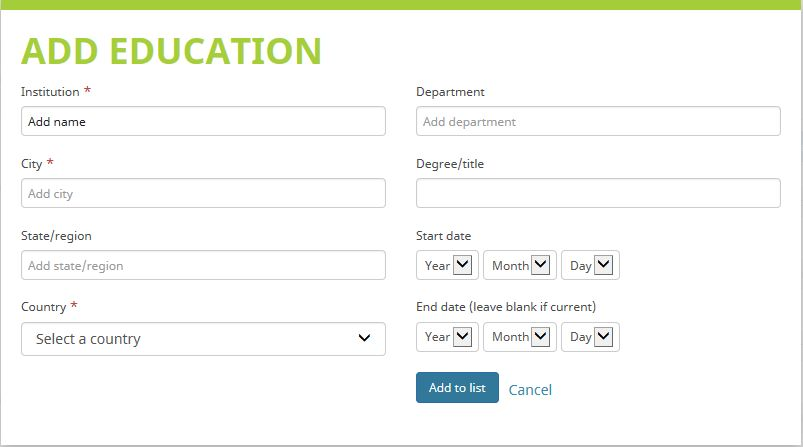 ADD EDUCATION
Institution *
Add name
City *
Add city
State/region
Add state/region
Country *
Select a country
Department
Add department
Degree/title
Start date
Year Month Day
End date (leave blank if current)
Year Month Day
Add to list Cancel